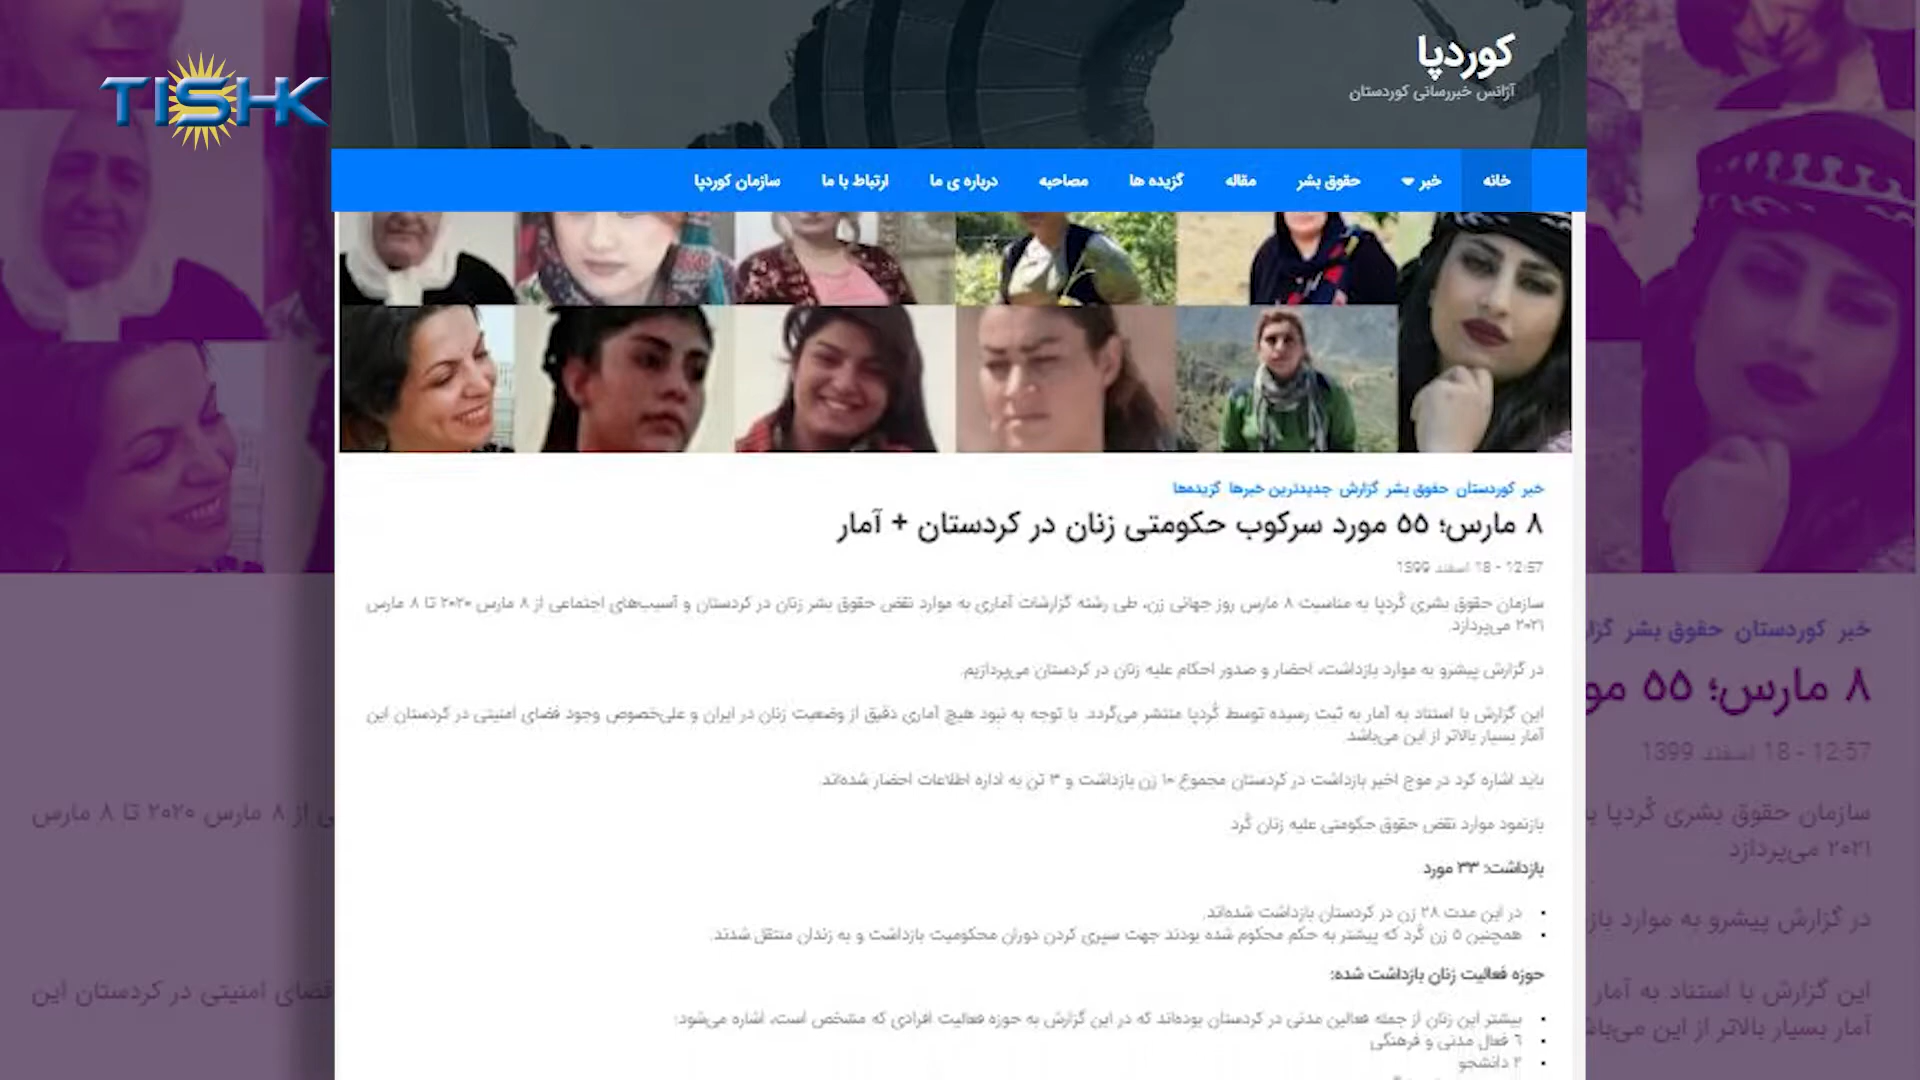 TISHK
کوردپا
آژانس خبررسانی کوردستان
خانه خبر حقوق بشر مقاله گزیده ها مصاحبه درباره ی ما ارتباط با ما سازمان کوردپا
خبر کوردستان حقوق بشر گزارش جدیدترین خبرها گزیده‌ها
۸ مارس؛ ٥٥ مورد سرکوب حکومتی زنان در کردستان + آمار
12:57 - 18 اسفند 1399
سازمان حقوق بشری کُردپا به مناسبت ۸ مارس روز جهانی زن، طی رشته گزارشات آماری به موارد نقض حقوق بشر زنان در کردستان و آسیب‌های اجتماعی از ۸ مارس ۲۰۲۰ تا ۸ مارس
۲۰۲۱ می‌پردازد.
در گزارش پیشرو به موارد بازداشت، احضار و صدور احکام علیه زنان در کردستان می‌پردازیم.
این گزارش با استناد به آمار به ثبت رسیده توسط کُردپا منتشر می‌گردد. با توجه به نبود هیچ آماری دقیق از وضعیت زنان در ایران و علی‌خصوص وجود فضای امنیتی در کردستان این
آمار بسیار بالاتر از این می‌باشد.
باید اشاره کرد در موج اخیر بازداشت در کردستان مجموع ۱۰ زن بازداشت و ۳ تن به اداره اطلاعات احضار شده‌اند.
بازنمود موارد نقض حقوق حکومتی علیه زنان کُرد
بازداشت: ۳۳ مورد
در این مدت ۲۸ زن در کردستان بازداشت شده‌اند.
همچنین ٥ زن کُرد که پیشتر به حکم محکوم شده بودند جهت سپری کردن دوران محکومیت بازداشت و به زندان منتقل شدند.
حوزه فعالیت زنان بازداشت شده:
بیشتر این زنان از جمله فعالین مدنی در کردستان بوده‌اند که در این گزارش به حوزه فعالیت افرادی که مشخص است، اشاره می‌شود:
٦ فعال مدنی و فرهنگی
۲ دانشجو
خبر کوردستان حقوق بشر
۸ مارس؛ ٥٥
12:57 - 18 اسفند 1399
سازمان حقوق بشری کُردپا
از ۸ مارس ۲۰۲۰ تا ۸ مارس
۲۰۲۱ می‌پردازد
در گزارش پیشرو به موارد
این گزارش با استناد به آمار
فضای امنیتی در کردستان این
آمار بسیار بالاتر از این